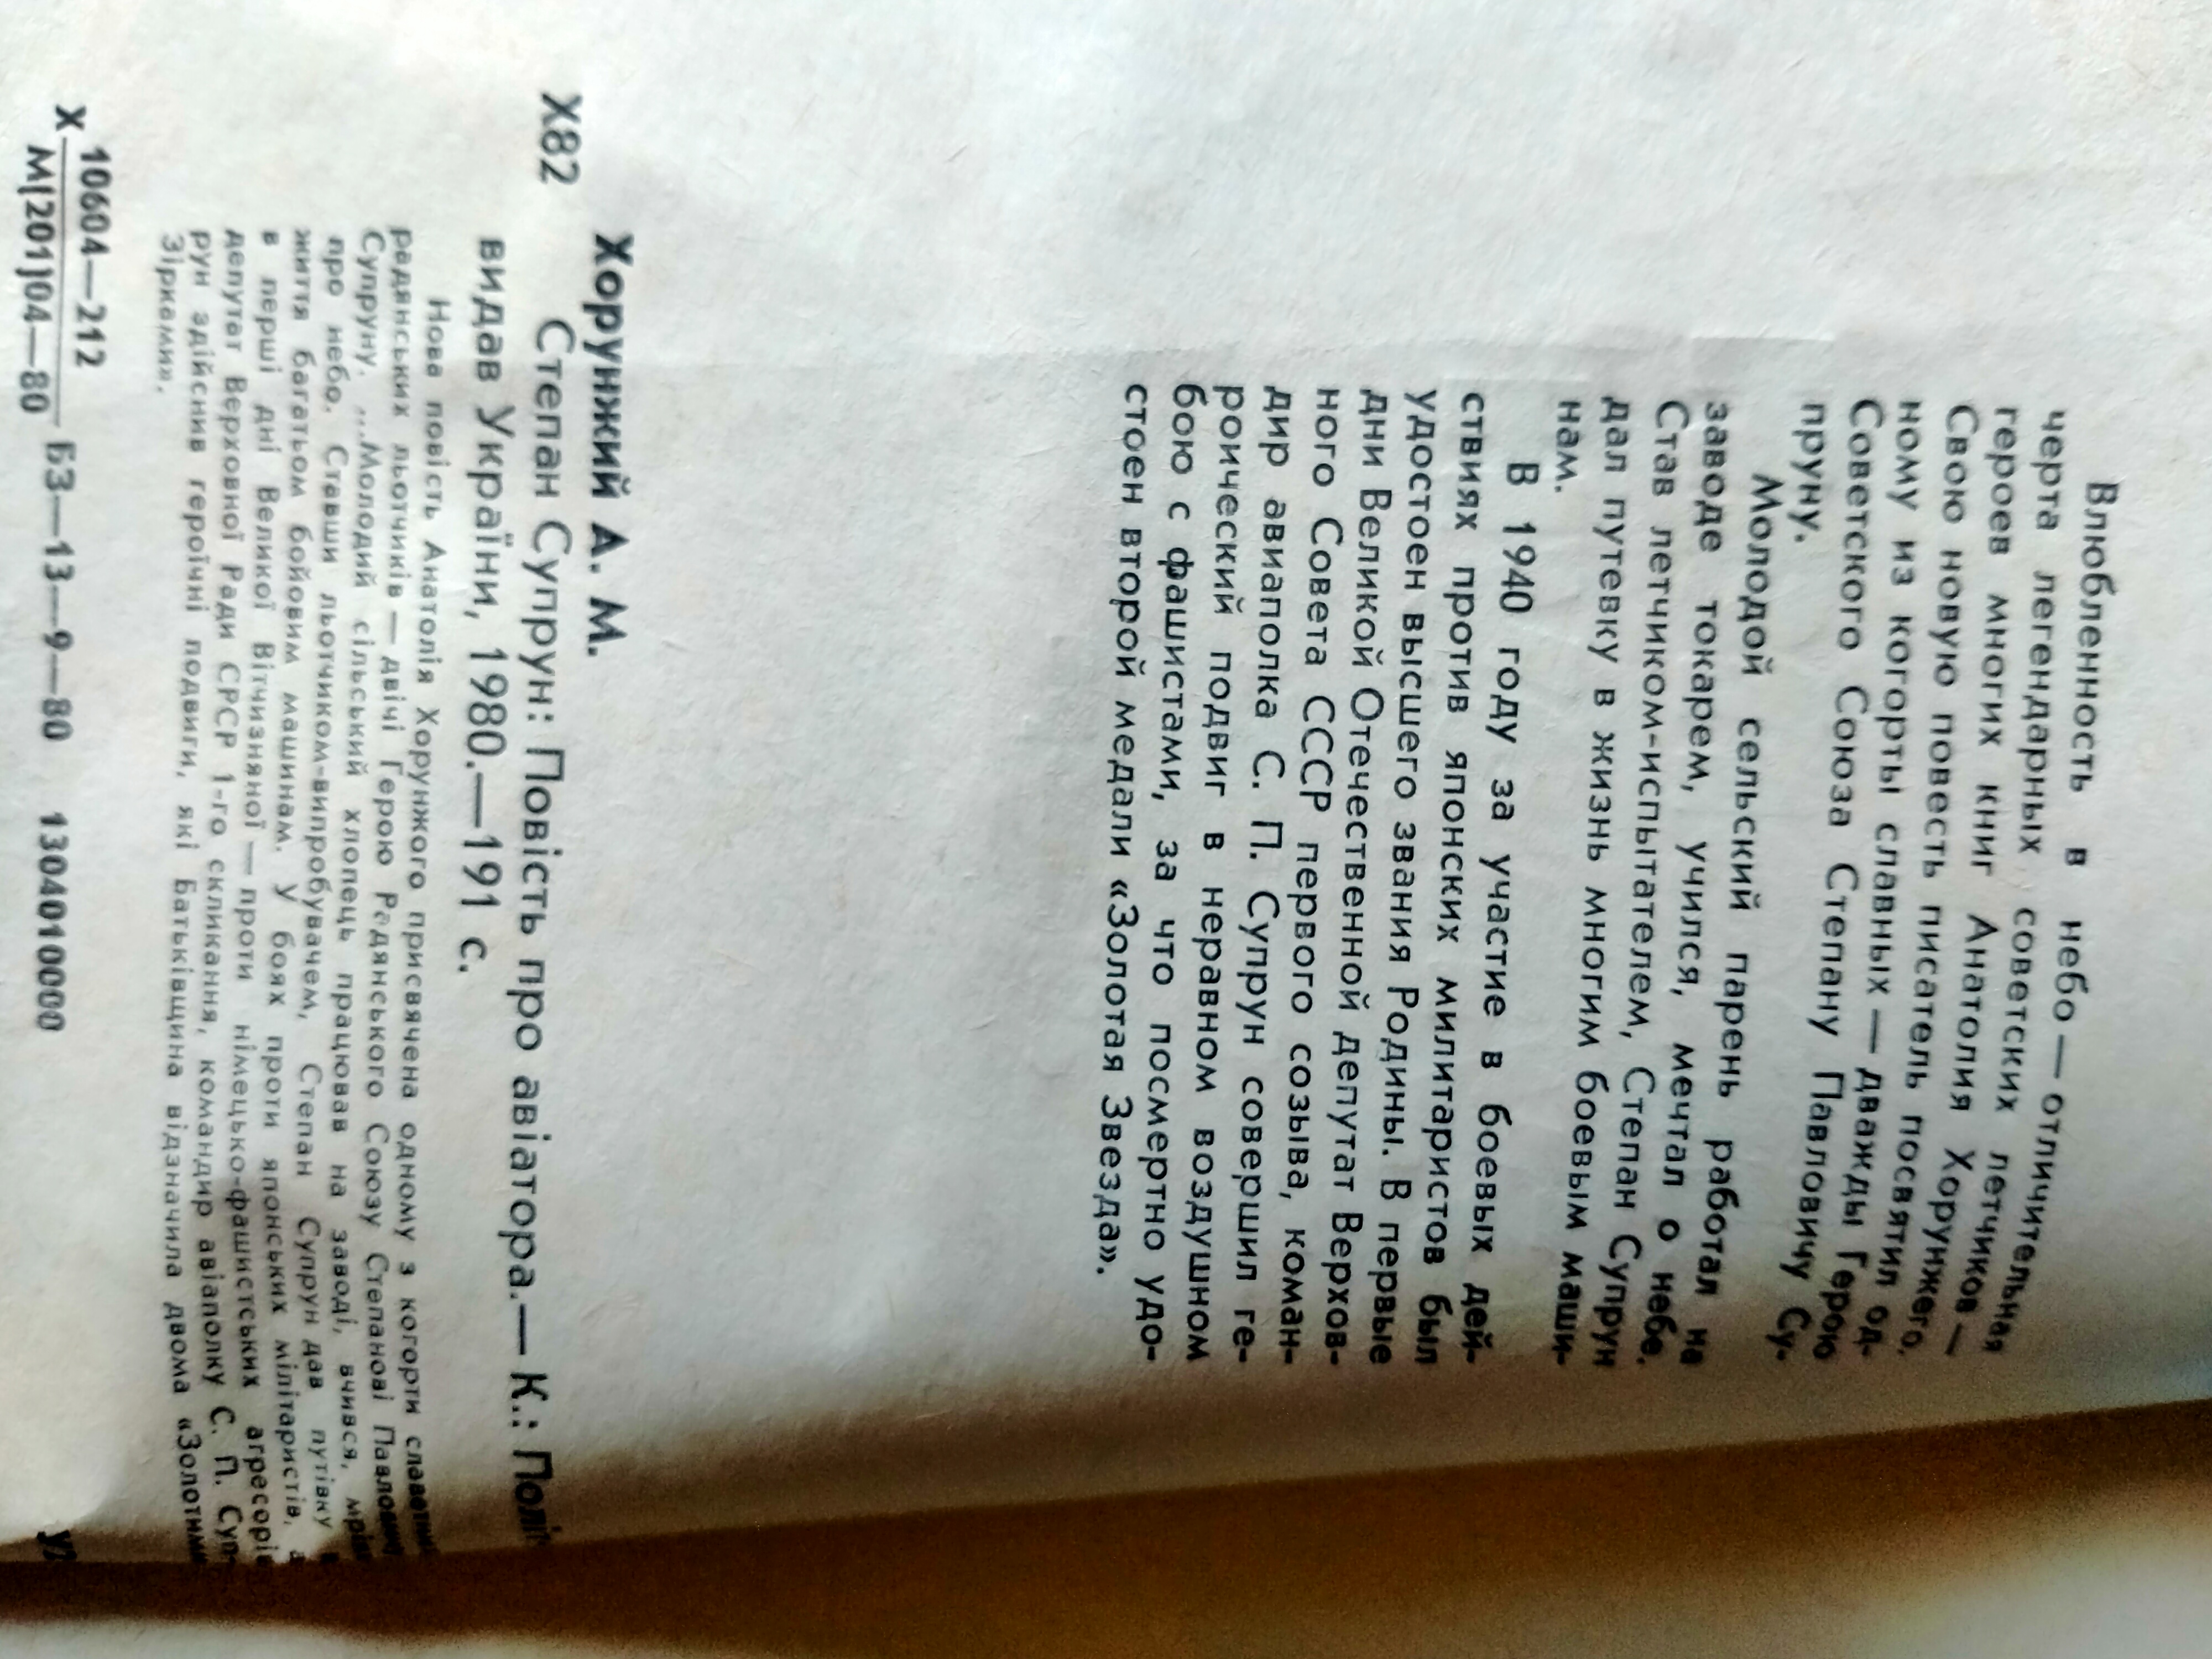 Влюбленность в небо — отличительная
черта легендарных советских летчиков —
героев многих книг Анатолия Хорунжего.
Свою новую повесть писатель посвятил од-
ному из когорты славных — дважды Герою
Советского Союза Степану Павловичу Су-
пруну.
Молодой сельский парень работал на
заводе токарем, учился, мечтал о небе.
Став летчиком-испытателем, Степан Супрун
дал путевку в жизнь многим боевым маши-
нам.
В 1940 году за участие в боевых дей-
ствиях против японских милитаристов был
удостоен высшего звания Родины. В первые
дни Великой Отечественной депутат Верхов-
ного Совета СССР первого созыва, коман-
дир авиаполка С. П. Супрун совершил ге-
роический подвиг в неравном воздушном
бою с фашистами, за что посмертно удо-
стоен второй медали «Золотая Звезда».
Хорунжий А. М.
Х82 Степан Супрун: Повість про авіатора.— К.: Політ
видав України, 1980.—191 с.
Нова повість Анатолія Хорунжого присвячена одному з когорти славетни
радянських льотчиків — двічі Герою Радянського Союзу Степанові Павлович
Супруну. ...Молодий сільський хлопець працював на заводі, вчився, мрія
про небо. Ставши льотчиком-випробувачем, Степан Супрун дав путівку в
життя багатьом бойовим машинам. У боях проти японських мілітаристів, а
в перші дні Великої Вітчизняної — проти німецько-фашистських агресорів
депутат Верховної Ради СРСР 1-го скликання, командир авіаполку С. П. Суп-
рун здійснив героїчні подвиги, які Батьківщина відзначила двома «Золотими
Зірками».
Х 10604—212
М(201)04—80 БЗ—13—9—80 1304010000